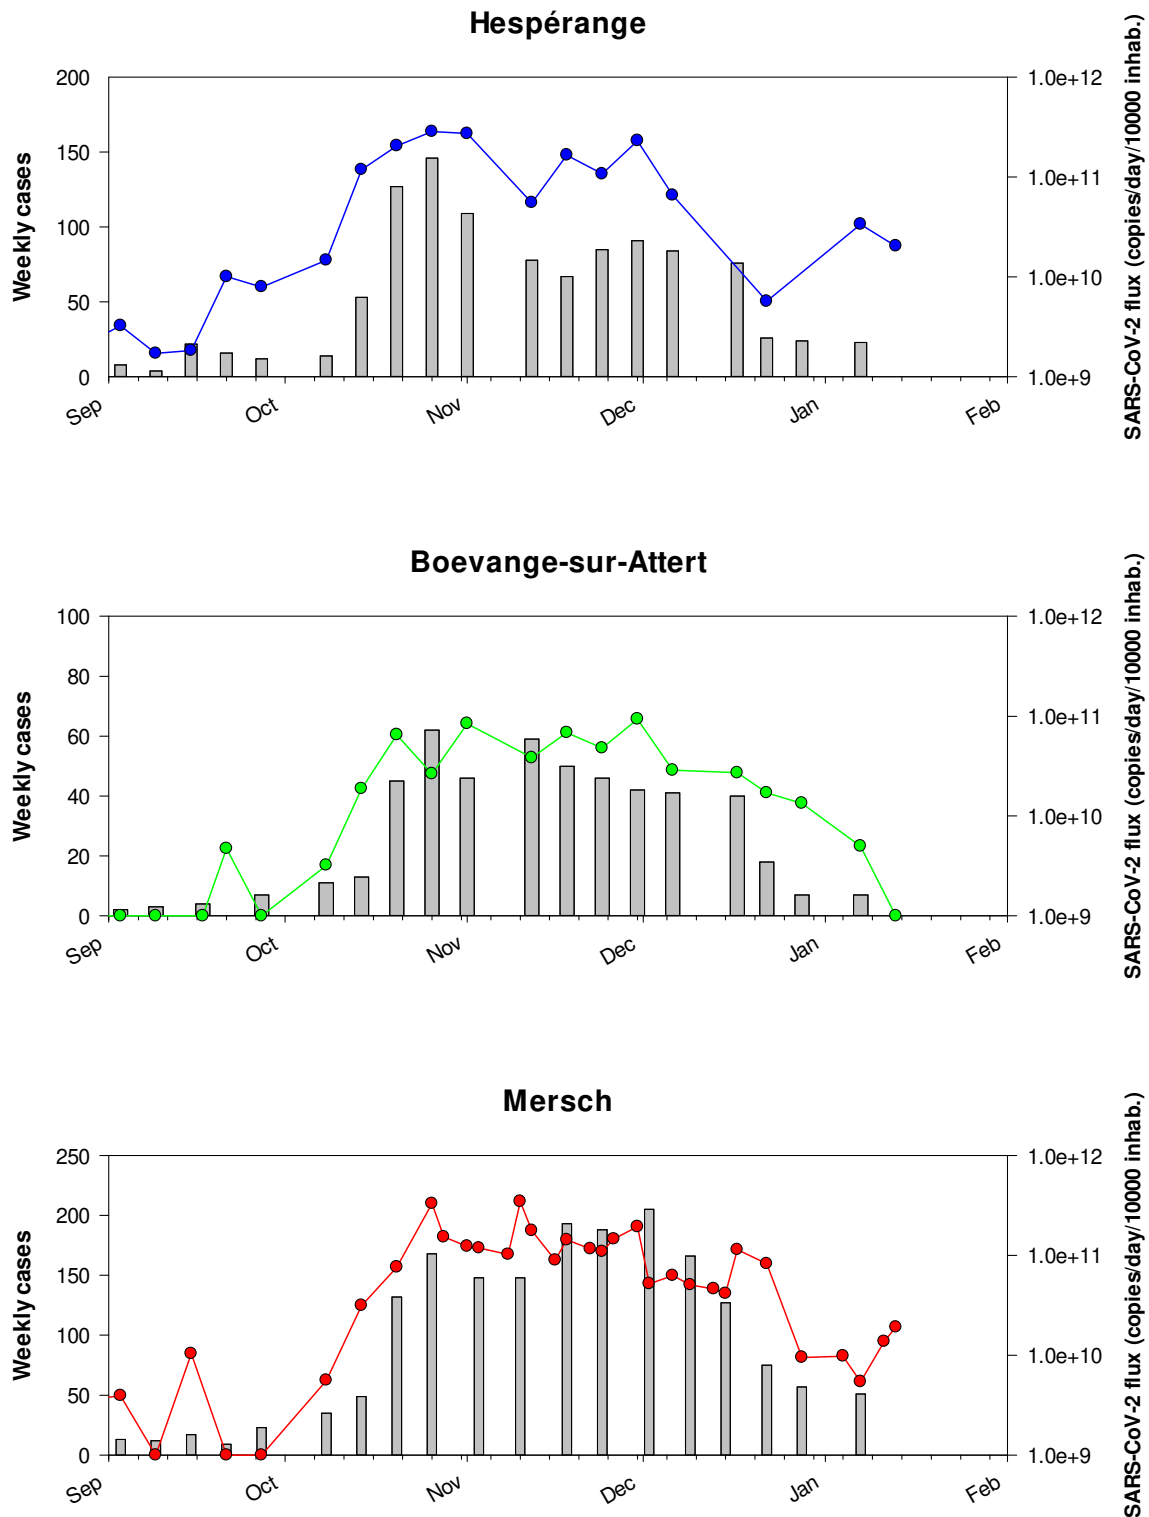 Hespérange
Weekly cases
200
150
100
50
0
1.0e+12
1.0e+11
1.0e+10
1.0e+9
SARS-CoV-2 flux (copies/day/10000 inhab.)
Sep
Oct
Nov
Dec
Jan
Feb
Boevange-sur-Attert
Weekly cases
100
80
60
40
20
0
1.0e+12
1.0e+11
1.0e+10
1.0e+9
SARS-CoV-2 flux (copies/day/10000 inhab.)
Sep
Oct
Nov
Dec
Jan
Feb
Mersch
Weekly cases
250
200
150
100
50
0
1.0e+12
1.0e+11
1.0e+10
1.0e+9
SARS-CoV-2 flux (copies/day/10000 inhab.)
Sep
Oct
Nov
Dec
Jan
Feb